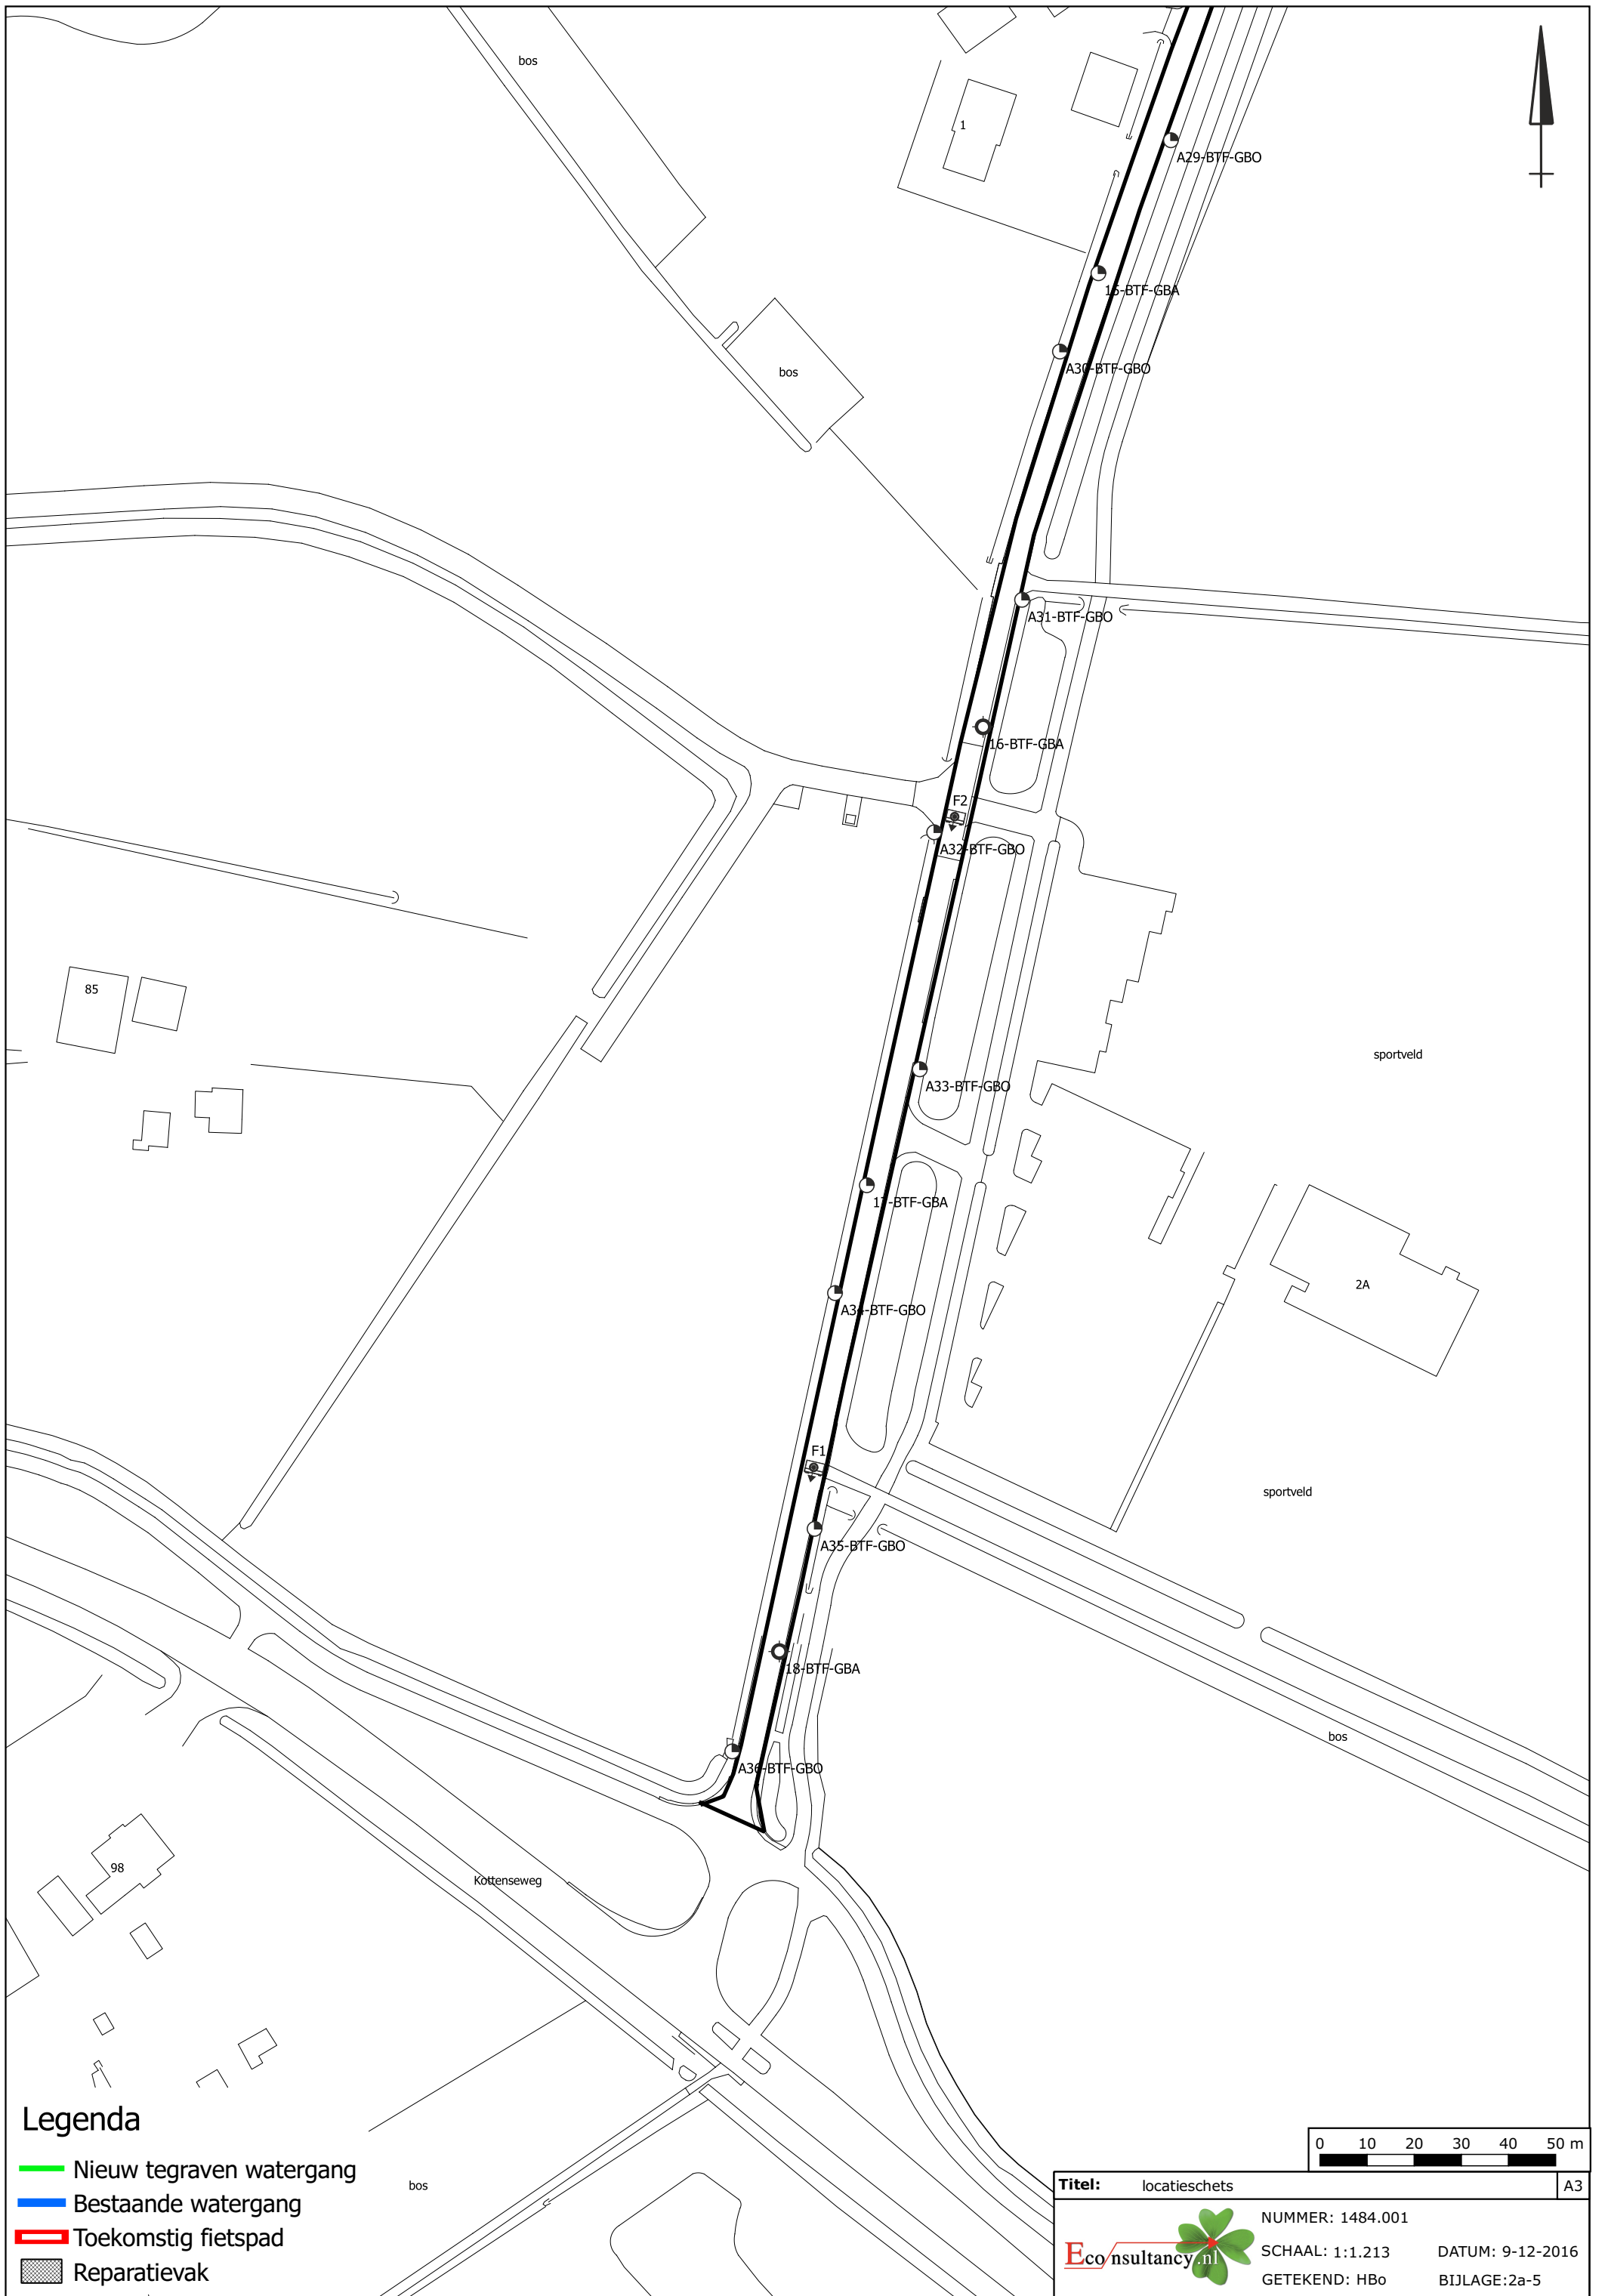 bos
1
A29-BTF-GBO
15-BTF-GBA
A30-BTF-GBO
bos
A31-BTF-GBO
16-BTF-GBA
F2
A32-BTF-GBO
85
sportveld
A33-BTF-GBO
17-BTF-GBA
2A
A34-BTF-GBO
F1
sportveld
A35-BTF-GBO
18-BTF-GBA
bos
A36-BTF-GBO
98
Kottenseweg
Legenda
Nieuw tegraven watergang
Bestaande watergang
Toekomstig fietspad
Reparatievak
bos
0 10 20 30 40 50 m
Titel: locatieschets A3
Econsultancy.nl
NUMMER: 1484.001
SCHAAL: 1:1.213 DATUM: 9-12-2016
GETEKEND: HBo BIJLAGE:2a-5